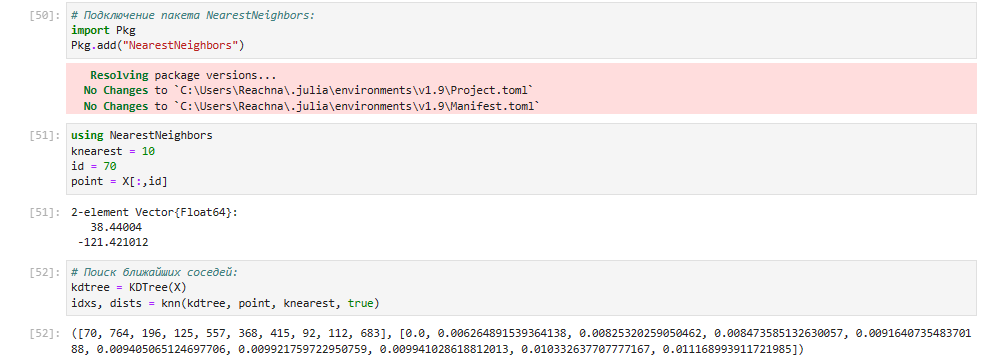 [50]: # Подключение пакета NearestNeighbors:
import Pkg
Pkg.add("NearestNeighbors")
Resolving package versions...
No Changes to `C:\Users\Reachna\.julia\environments\v1.9\Project.toml`
No Changes to `C:\Users\Reachna\.julia\environments\v1.9\Manifest.toml`
[51]: using NearestNeighbors
knearest = 10
id = 70
point = X[:,id]
[51]: 2-element Vector{Float64}:
38.44004
-121.421012
[52]: # Поиск ближайших соседей:
kdtree = KDTree(X)
idxs, dists = knn(kdtree, point, knearest, true)
[52]: ([70, 764, 196, 125, 557, 368, 415, 92, 112, 683], [0.0, 0.006264891539364138, 0.00825320259050462, 0.008473585132630057, 0.0091640735483701
88, 0.009405065124697706, 0.009921759722950759, 0.009941028618812013, 0.010332637707777167, 0.011168993911721985])